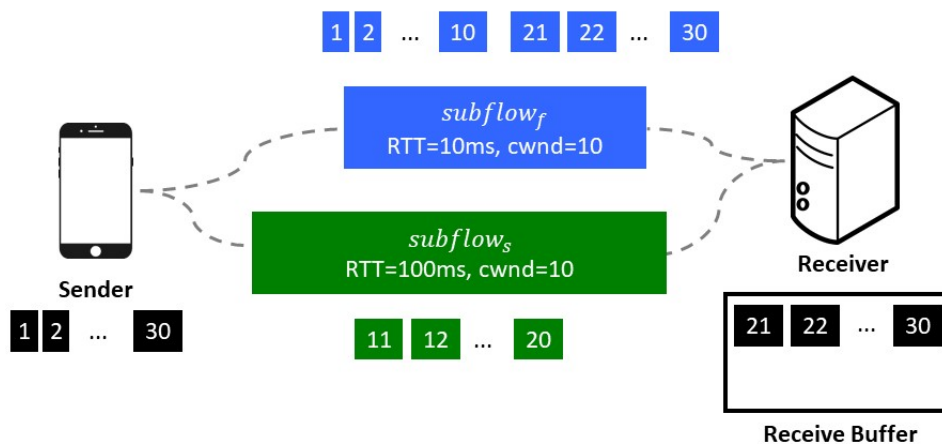 1 2 ... 10 21 22 ... 30
subflow_f
RTT=10ms, cwnd=10
subflow_s
RTT=100ms, cwnd=10
Sender
1 2 ... 30
11 12 ... 20
Receiver
21 22 ... 30
Receive Buffer